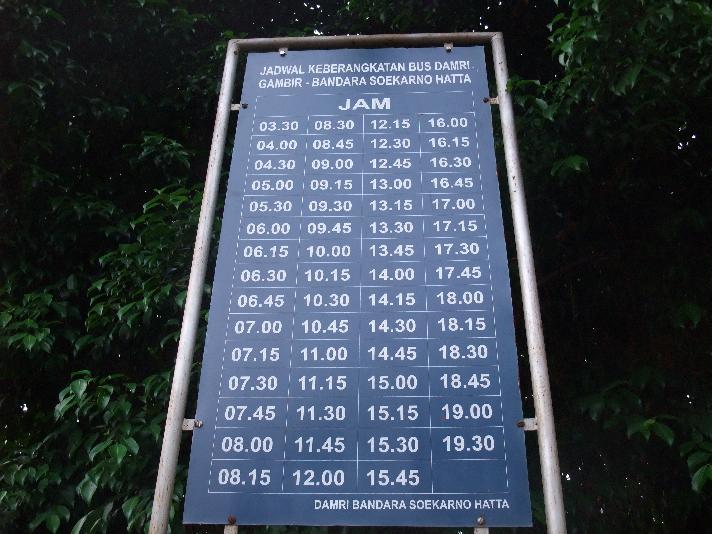 JADWAL KEBERANGKATAN BUS DAMRI
GAMBIR - BANDARA SOEKARNO HATTA
JAM
03.30 08.30 12.15 16.00
04.00 08.45 12.30 16.15
04.30 09.00 12.45 16.30
05.00 09.15 13.00 16.45
05.30 09.30 13.15 17.00
06.00 09.45 13.30 17.15
06.15 10.00 13.45 17.30
06.30 10.15 14.00 17.45
06.45 10.30 14.15 18.00
07.00 10.45 14.30 18.15
07.15 11.00 14.45 18.30
07.30 11.15 15.00 18.45
07.45 11.30 15.15 19.00
08.00 11.45 15.30 19.30
08.15 12.00 15.45
DAMRI BANDARA SOEKARNO HATTA